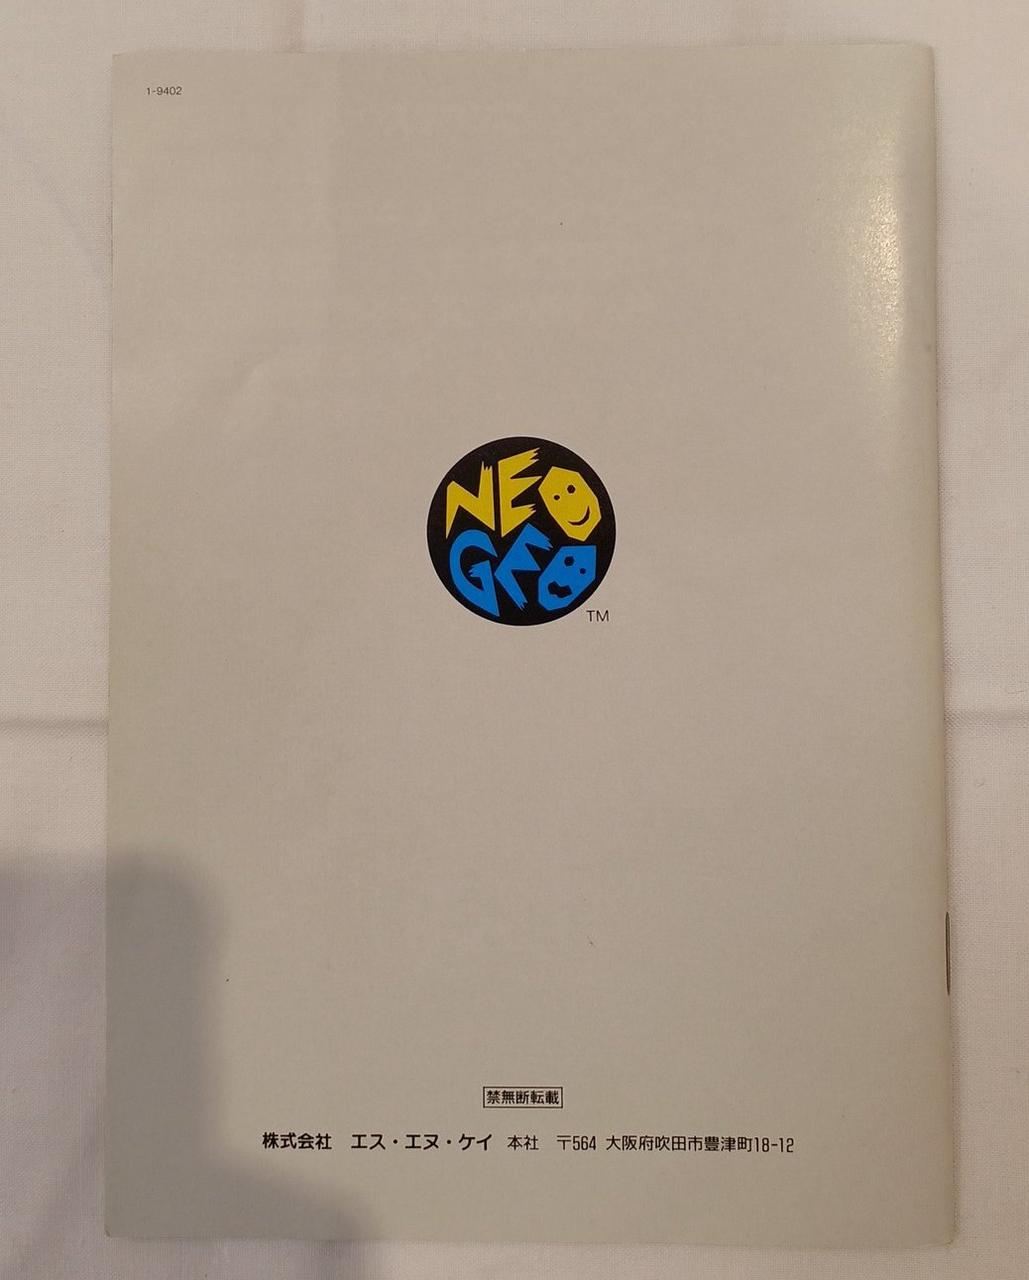 1-9402
NEO
GEO
TM
禁無断転載
株式会社 エス・エヌ・ケイ 本社 〒564 大阪府吹田市豊津町18-12